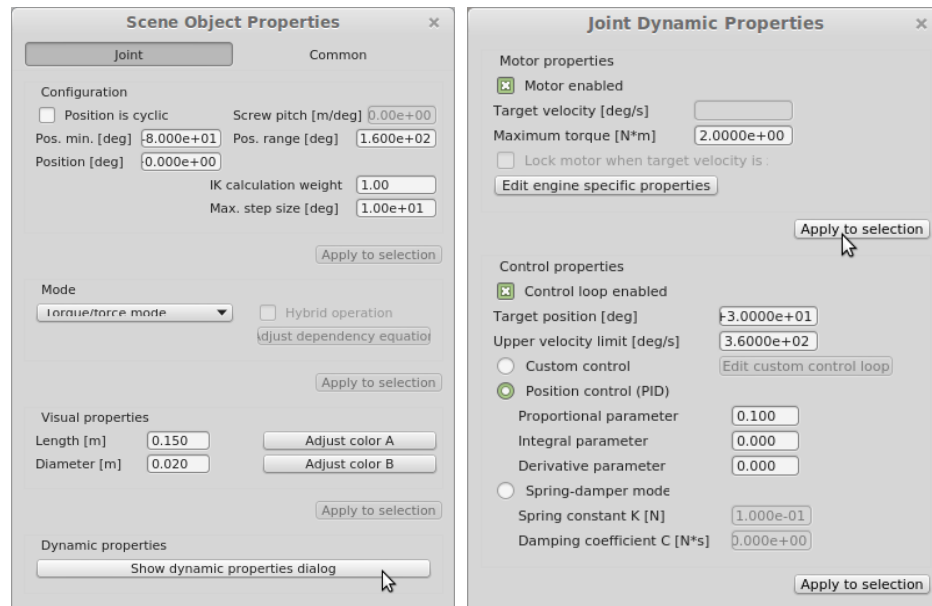 Scene Object Properties
Joint
Common
Configuration
Position is cyclic
Screw pitch [m/deg] 0.00e+00
Pos. min. [deg] -8.000e+01 Pos. range [deg] 1.600e+02
Position [deg] -0.000e+00
IK calculation weight 1.00
Max. step size [deg] 1.00e+01
Apply to selection
Mode
Torque/force mode
Hybrid operation
Adjust dependency equation
Apply to selection
Visual properties
Length [m] 0.150 Adjust color A
Diameter [m] 0.020 Adjust color B
Apply to selection
Dynamic properties
Show dynamic properties dialog
Joint Dynamic Properties
Motor properties
Motor enabled
Target velocity [deg/s]
Maximum torque [N*m] 2.0000e+00
Lock motor when target velocity is
Edit engine specific properties
Apply to selection
Control properties
Control loop enabled
Target position [deg] +3.0000e+01
Upper velocity limit [deg/s] 3.6000e+02
Custom control Edit custom control loop
Position control (PID)
Proportional parameter 0.100
Integral parameter 0.000
Derivative parameter 0.000
Spring-damper mode
Spring constant K [N] 1.000e-01
Damping coefficient C [N*s] 0.000e+00
Apply to selection